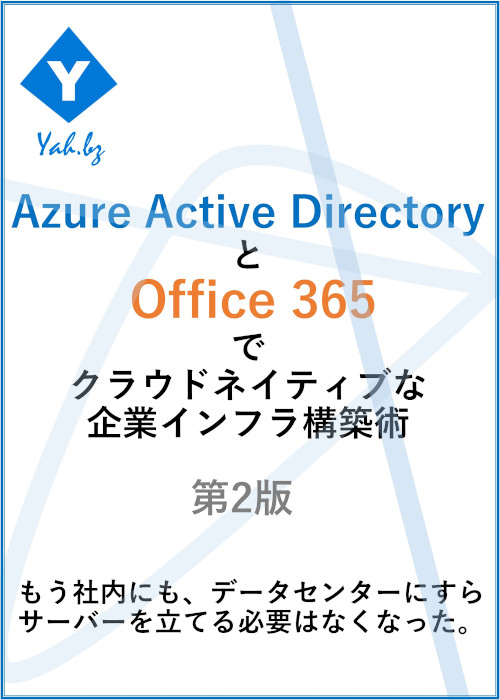 Y
Yah.bz
Azure Active Directory
と
Office 365
で
クラウドネイティブな
企業インフラ構築術
第2版
もう社内にも、データセンターにすら
サーバーを立てる必要はなくなった。